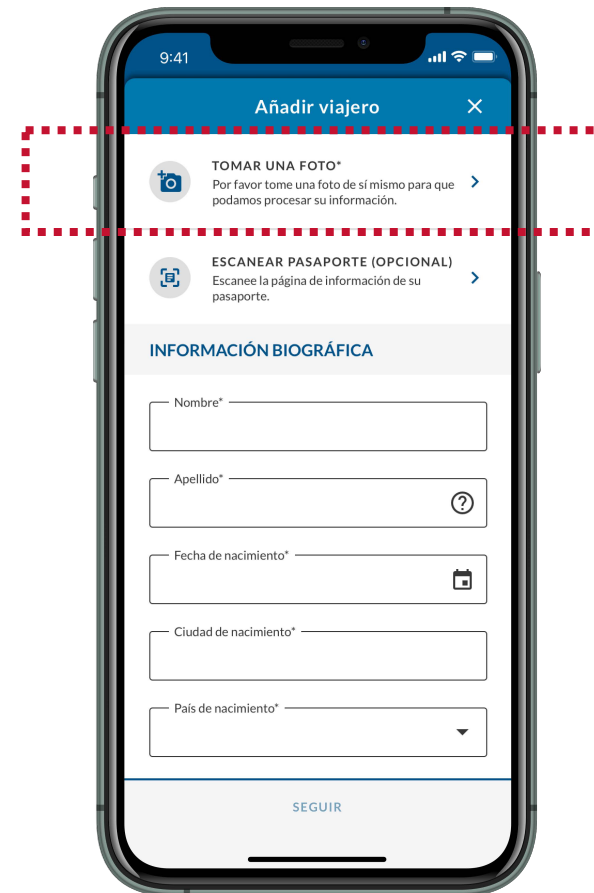 9:41
Añadir viajero
TOMAR UNA FOTO*
Por favor tome una foto de sí mismo para que
podamos procesar su información.
ESCANEAR PASAPORTE (OPCIONAL)
Escanee la página de información de su
pasaporte.
INFORMACIÓN BIOGRÁFICA
Nombre*
Apellido*
Fecha de nacimiento*
Ciudad de nacimiento*
País de nacimiento*
SEGUIR